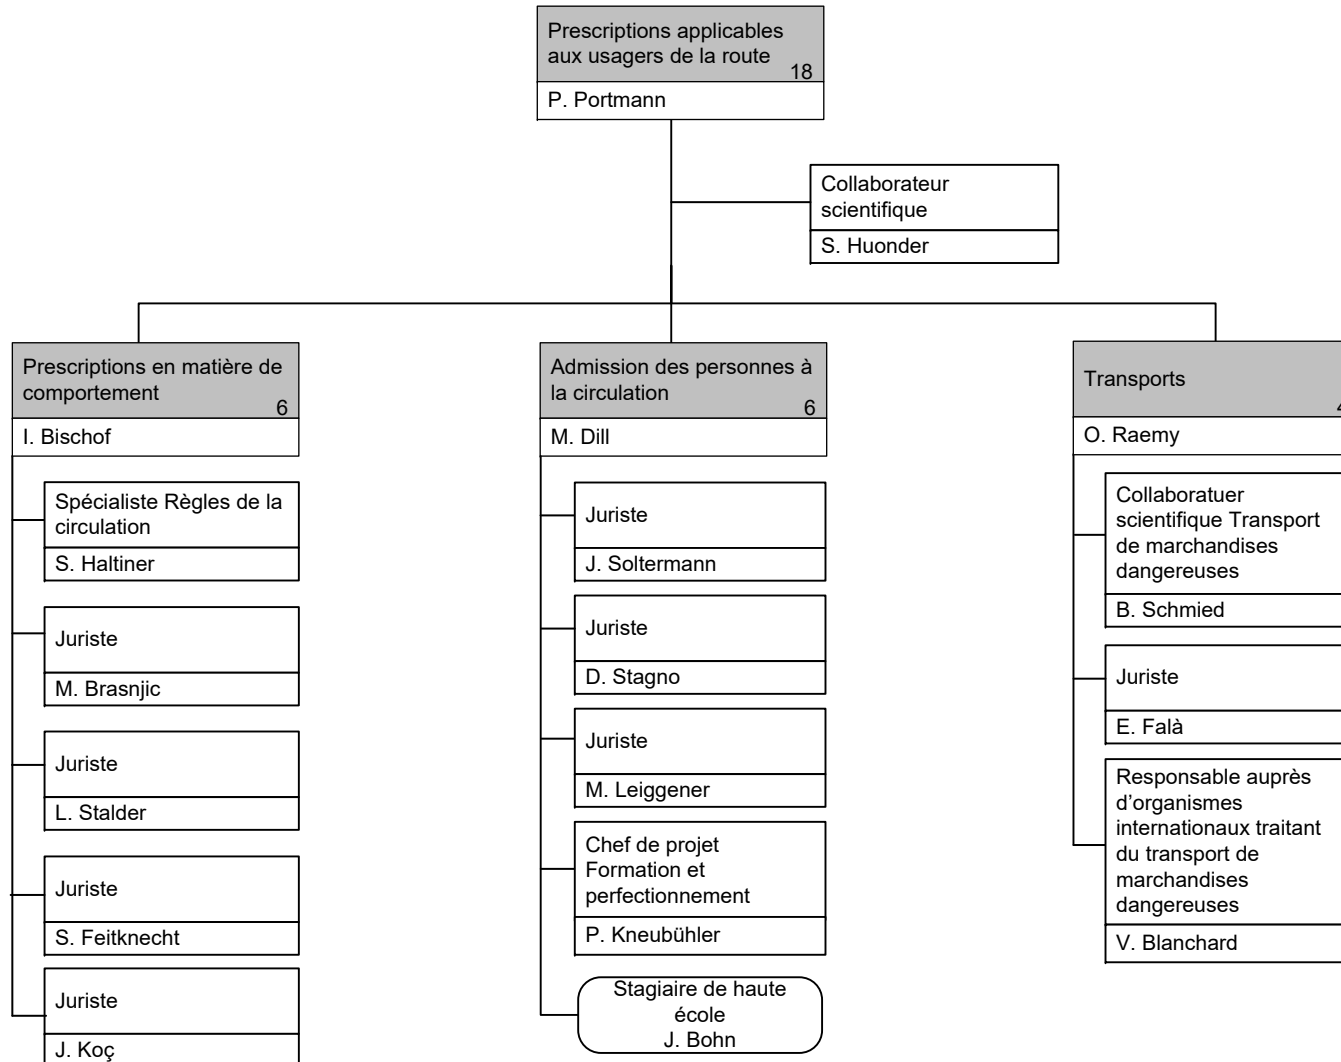 Prescriptions applicables
aux usagers de la route
18
P. Portmann
Collaborateur
scientifique
S. Huonder
Prescriptions en matière de
comportement
6
I. Bischof
Spécialiste Règles de la
circulation
S. Haltiner
Juriste
M. Brasnjic
Juriste
L. Stalder
Juriste
S. Feitknecht
Juriste
J. Koç
Admission des personnes à
la circulation
6
M. Dill
Juriste
J. Soltermann
Juriste
D. Stagno
Juriste
M. Leiggener
Chef de projet
Formation et
perfectionnement
P. Kneubühler
Stagiaire de haute
école
J. Bohn
Transports
4
O. Raemy
Collaboratuer
scientifique Transport
de marchandises
dangereuses
B. Schmied
Juriste
E. Falà
Responsable auprès
d'organismes
internationaux traitant
du transport de
marchandises
dangereuses
V. Blanchard